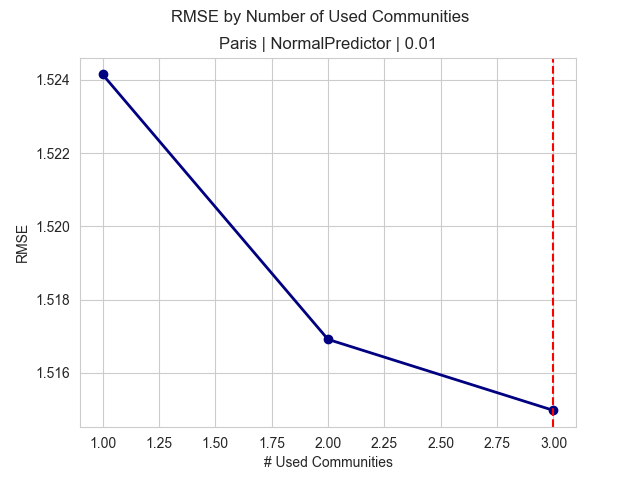 RMSE by Number of Used Communities
Paris | NormalPredictor | 0.01
1.524
1.522
1.520
1.518
1.516
RMSE
1.00 1.25 1.50 1.75 2.00 2.25 2.50 2.75 3.00
# Used Communities